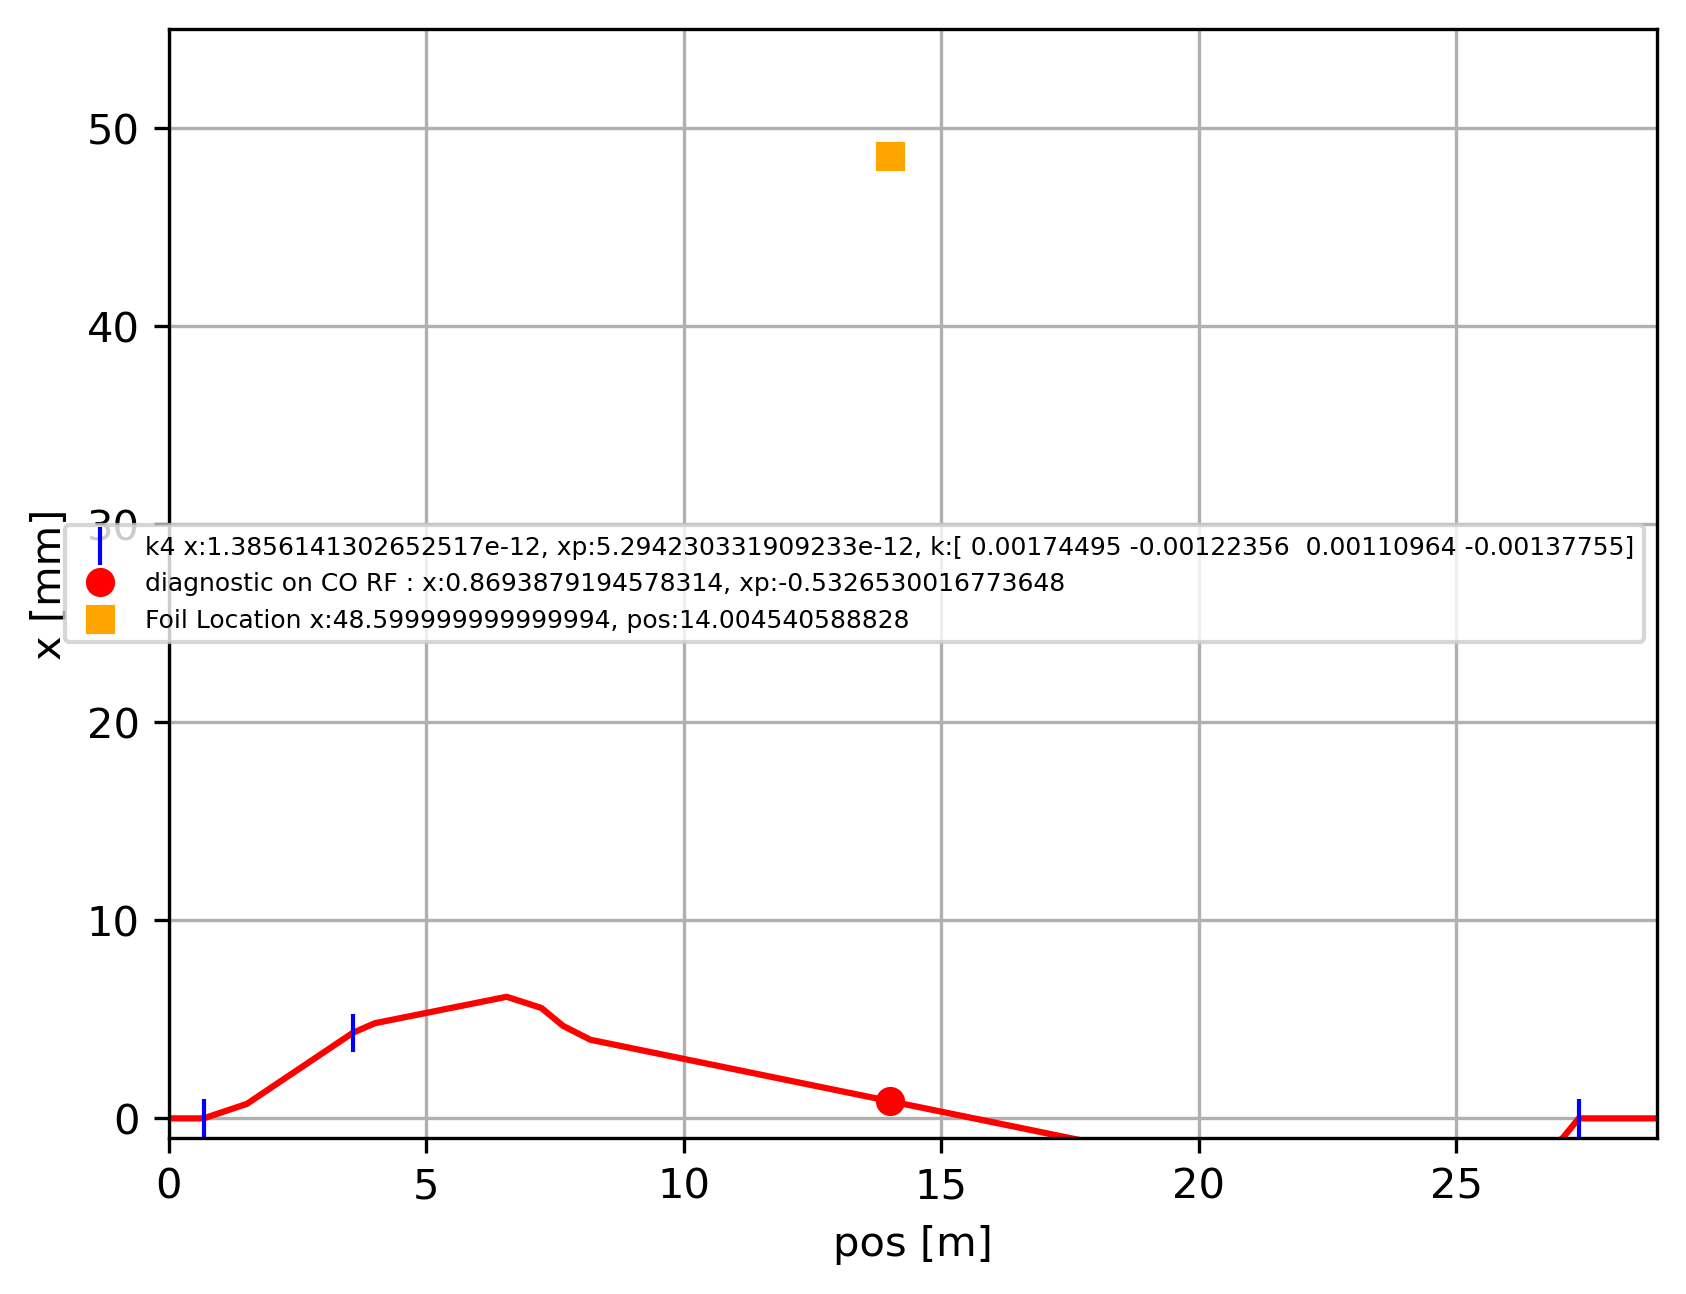 50
40
30
x [mm]
k4 x:1.3856141302652517e-12, xp:5.294230331909233e-12, k:[ 0.00174495 -0.00122356  0.00110964 -0.00137755]
diagnostic on CO RF : x:0.8693879194578314, xp:-0.5326530016773648
Foil Location x:48.599999999999994, pos:14.004540588828
20
10
0
0 5 10 15 20 25
pos [m]